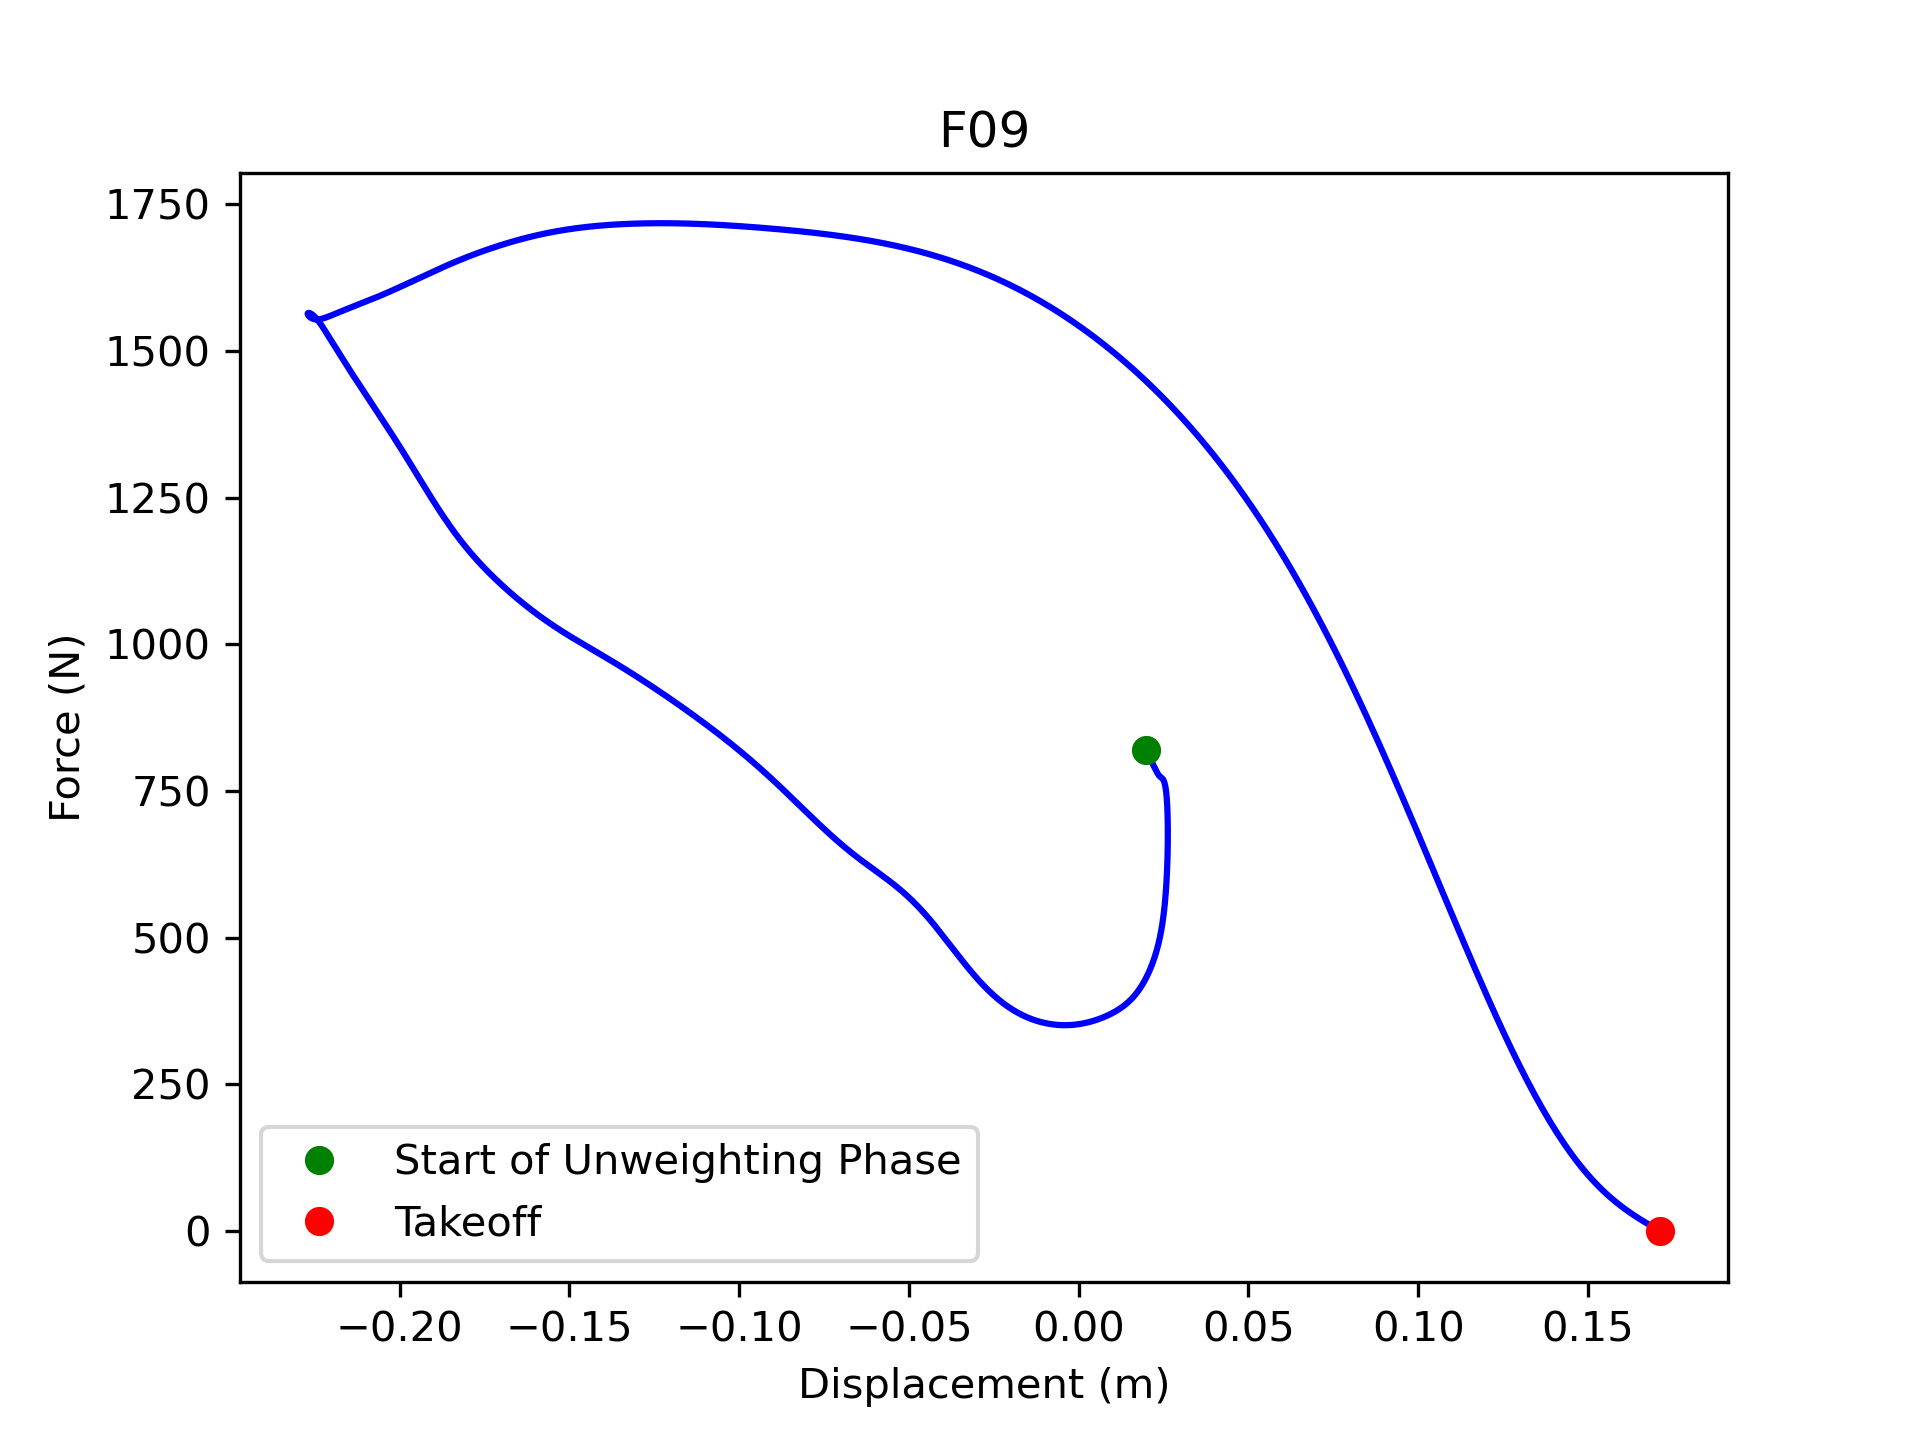 F09
1750
1500
1250
1000
750
500
250
0
Force (N)
Start of Unweighting Phase
Takeoff
−0.20 −0.15 −0.10 −0.05 0.00 0.05 0.10 0.15
Displacement (m)